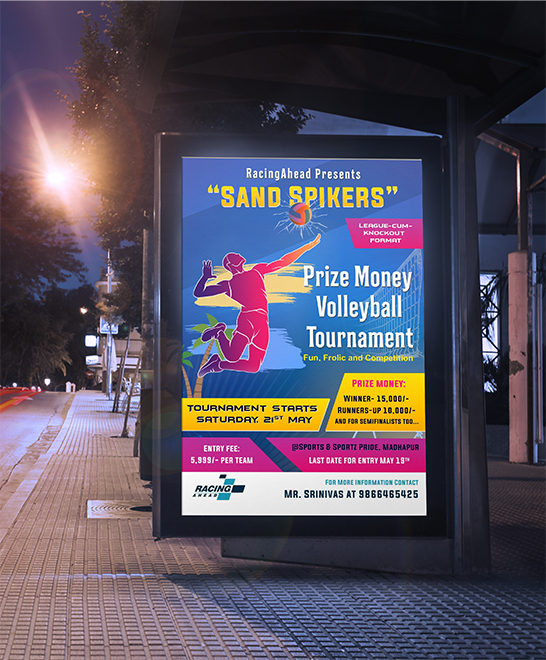 RacingAhead Presents
"SAND SPIKERS"
LEAGUE-CUM-
KNOCKOUT
FORMAT
Prize Money
Volleyball
Tournament
Fun, Frolic and Competition
PRIZE MONEY:
WINNER- 15,000/-
RUNNERS-UP 10,000/-
AND FOR SEMIFINALISTS TOO...
TOURNAMENT STARTS
SATURDAY, 21ST MAY
ENTRY FEE:
5,999/- PER TEAM
@SPORTS & SPORTZ PRIDE, MADHAPUR
LAST DATE FOR ENTRY MAY 19TH
RACING
AHEAD
FOR MORE INFORMATION CONTACT
MR. SRINIVAS AT 9866465425